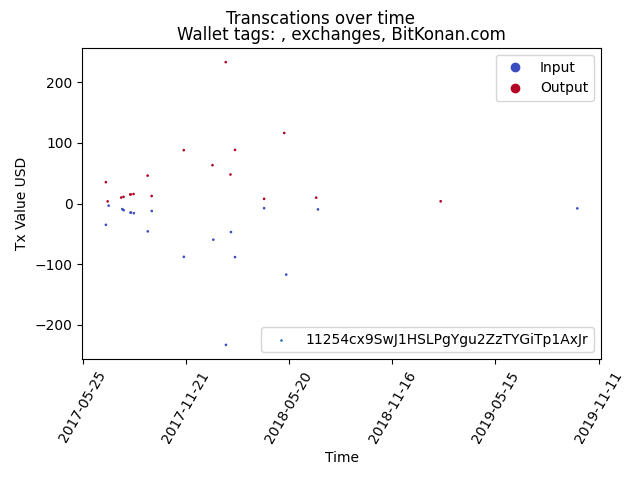 Transcations over time
Wallet tags: , exchanges, BitKonan.com
Input
Output
Tx Value USD
200
100
0
−100
−200
11254cx9SwJ1HSLPgYgu2ZzTYGiTp1AxJr
2017-05-25
2017-11-21
2018-05-20
2018-11-16
2019-05-15
2019-11-11
Time